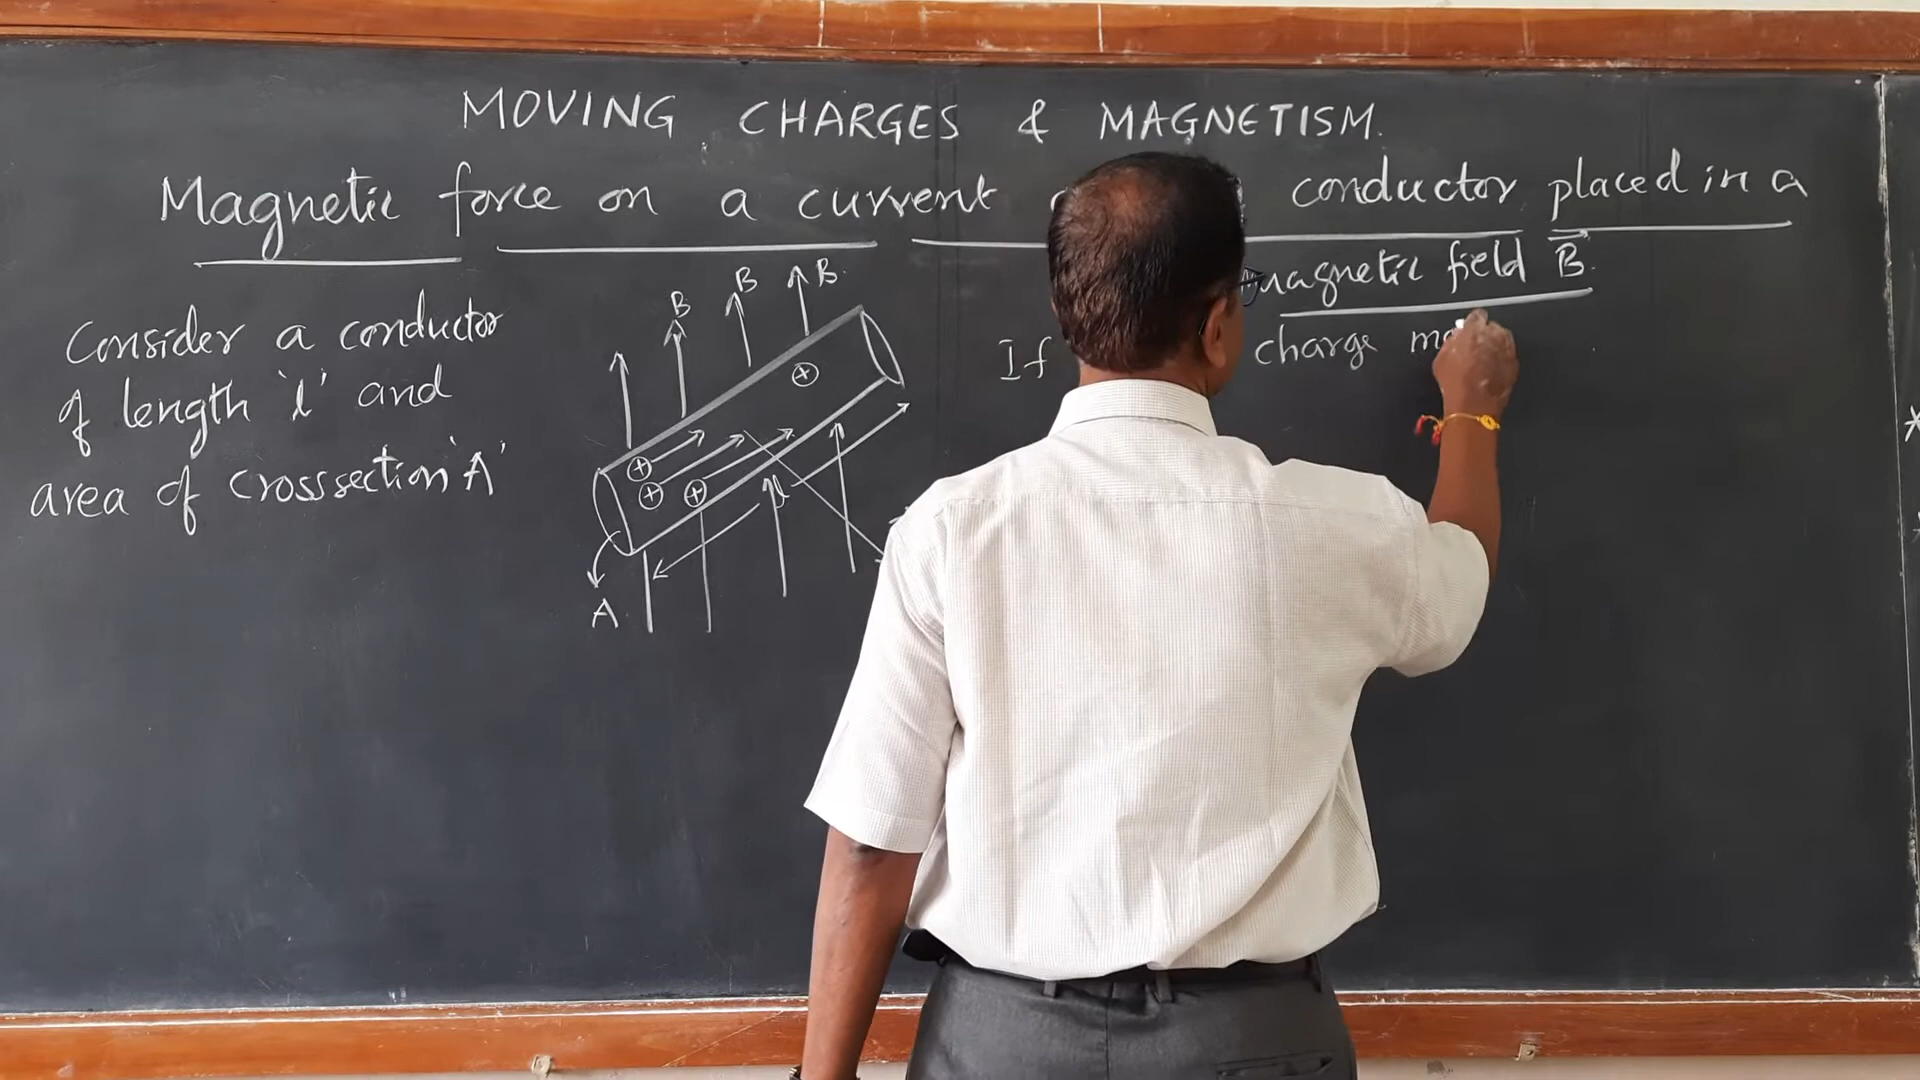 MOVING CHARGES & MAGNETISM.
Magnetic force on a current conductor placed in a
magnetic field B.
Consider a conductor
of length 'l' and
area of crosssection 'A'
B
B
B.
l
A
If charge